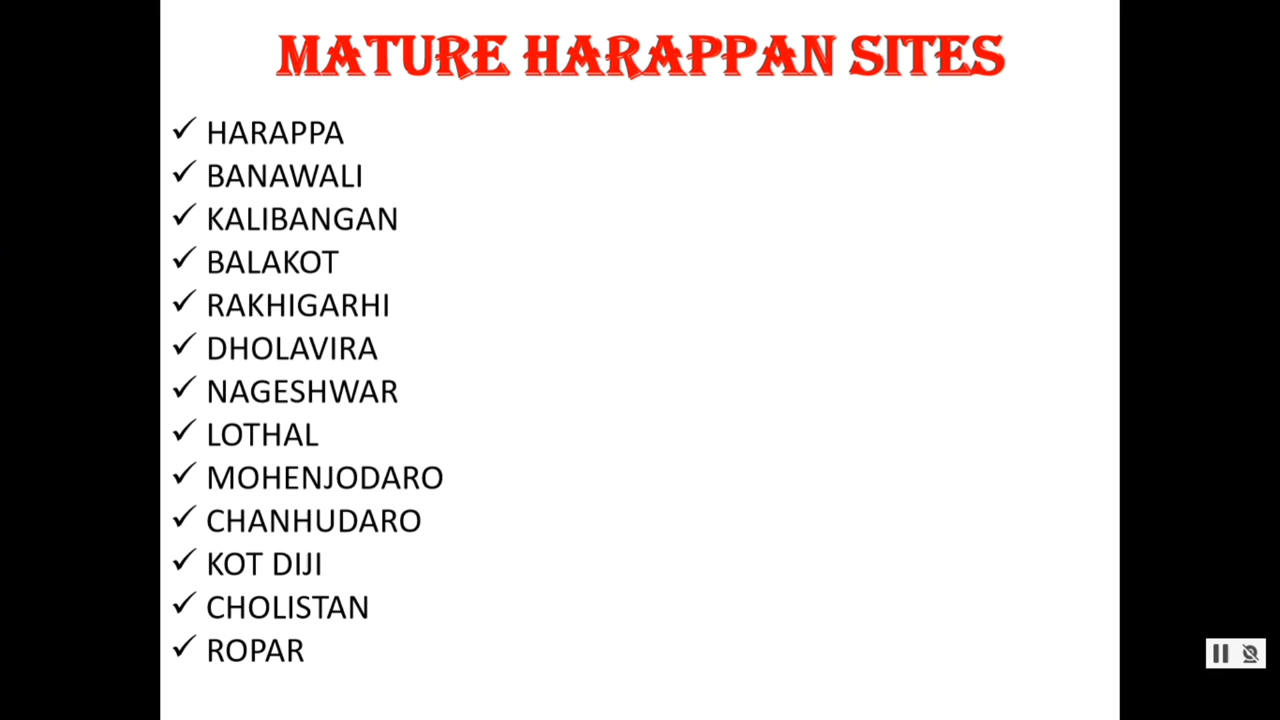 MATURE HARAPPAN SITES
✓ HARAPPA
✓ BANAWALI
✓ KALIBANGAN
✓ BALAKOT
✓ RAKHIGARHI
✓ DHOLAVIRA
✓ NAGESHWAR
✓ LOTHAL
✓ MOHENJODARO
✓ CHANHUDARO
✓ KOT DIJI
✓ CHOLISTAN
✓ ROPAR